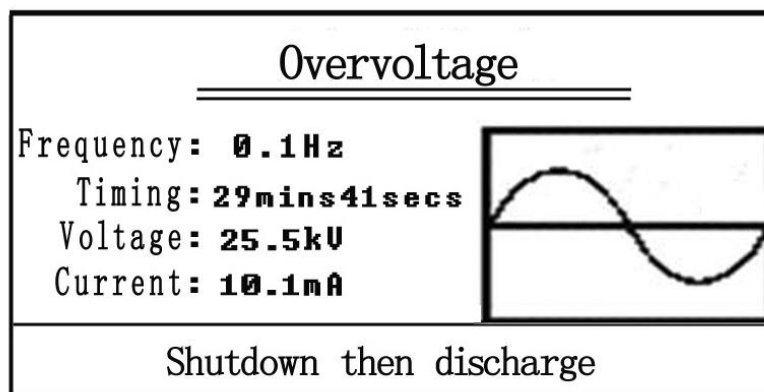 Overvoltage
Frequency: 0.1Hz
Timing: 29mins41secs
Voltage: 25.5kV
Current: 10.1mA
Shutdown then discharge